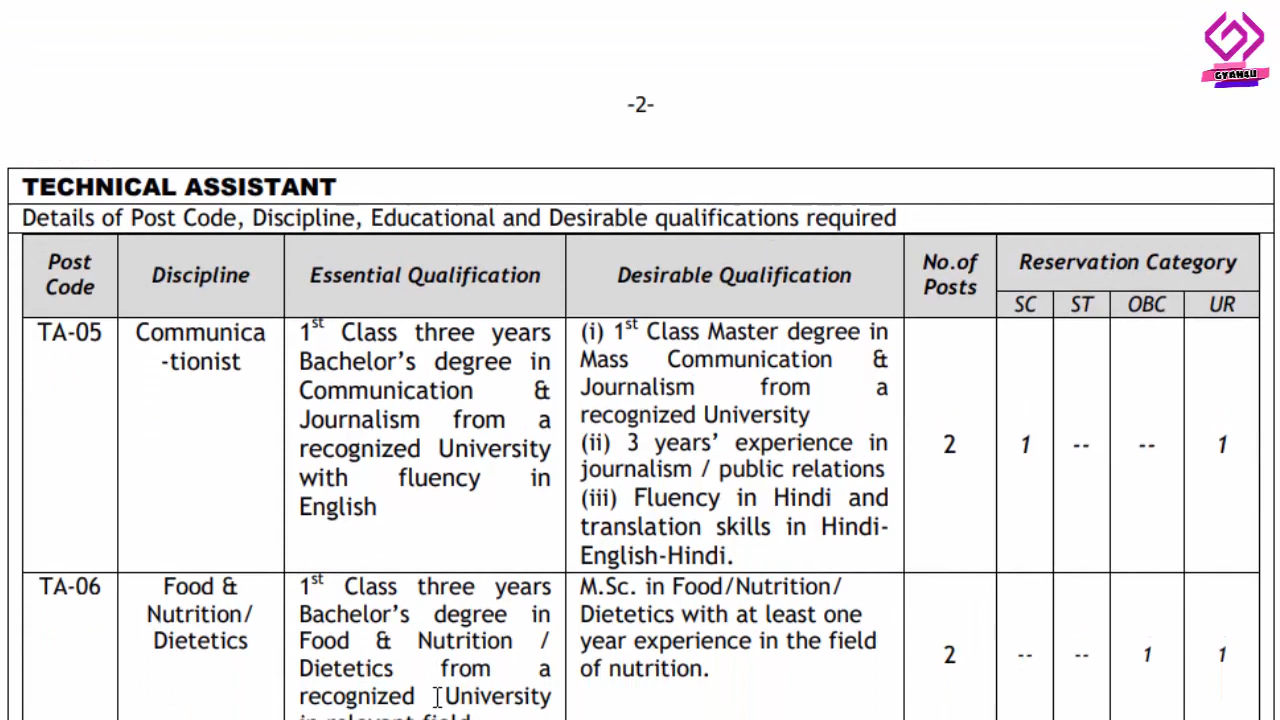 GYAN4U
-2-
TECHNICAL ASSISTANT
Details of Post Code, Discipline, Educational and Desirable qualifications required
Post
Code
Discipline
Essential Qualification
Desirable Qualification
No.of
Posts
Reservation Category
SC
ST
OBC
UR
TA-05
Communica
-tionist
1st Class three years
Bachelor’s degree in
Communication &
Journalism from a
recognized University
with fluency in
English
(i) 1st Class Master degree in
Mass Communication &
Journalism from a
recognized University
(ii) 3 years’ experience in
journalism / public relations
(iii) Fluency in Hindi and
translation skills in Hindi-
English-Hindi.
2
1
--
--
1
TA-06
Food &
Nutrition/
Dietetics
1st Class three years
Bachelor’s degree in
Food & Nutrition /
Dietetics from a
recognized University
in relevant field
M.Sc. in Food/Nutrition/
Dietetics with at least one
year experience in the field
of nutrition.
2
--
--
1
1